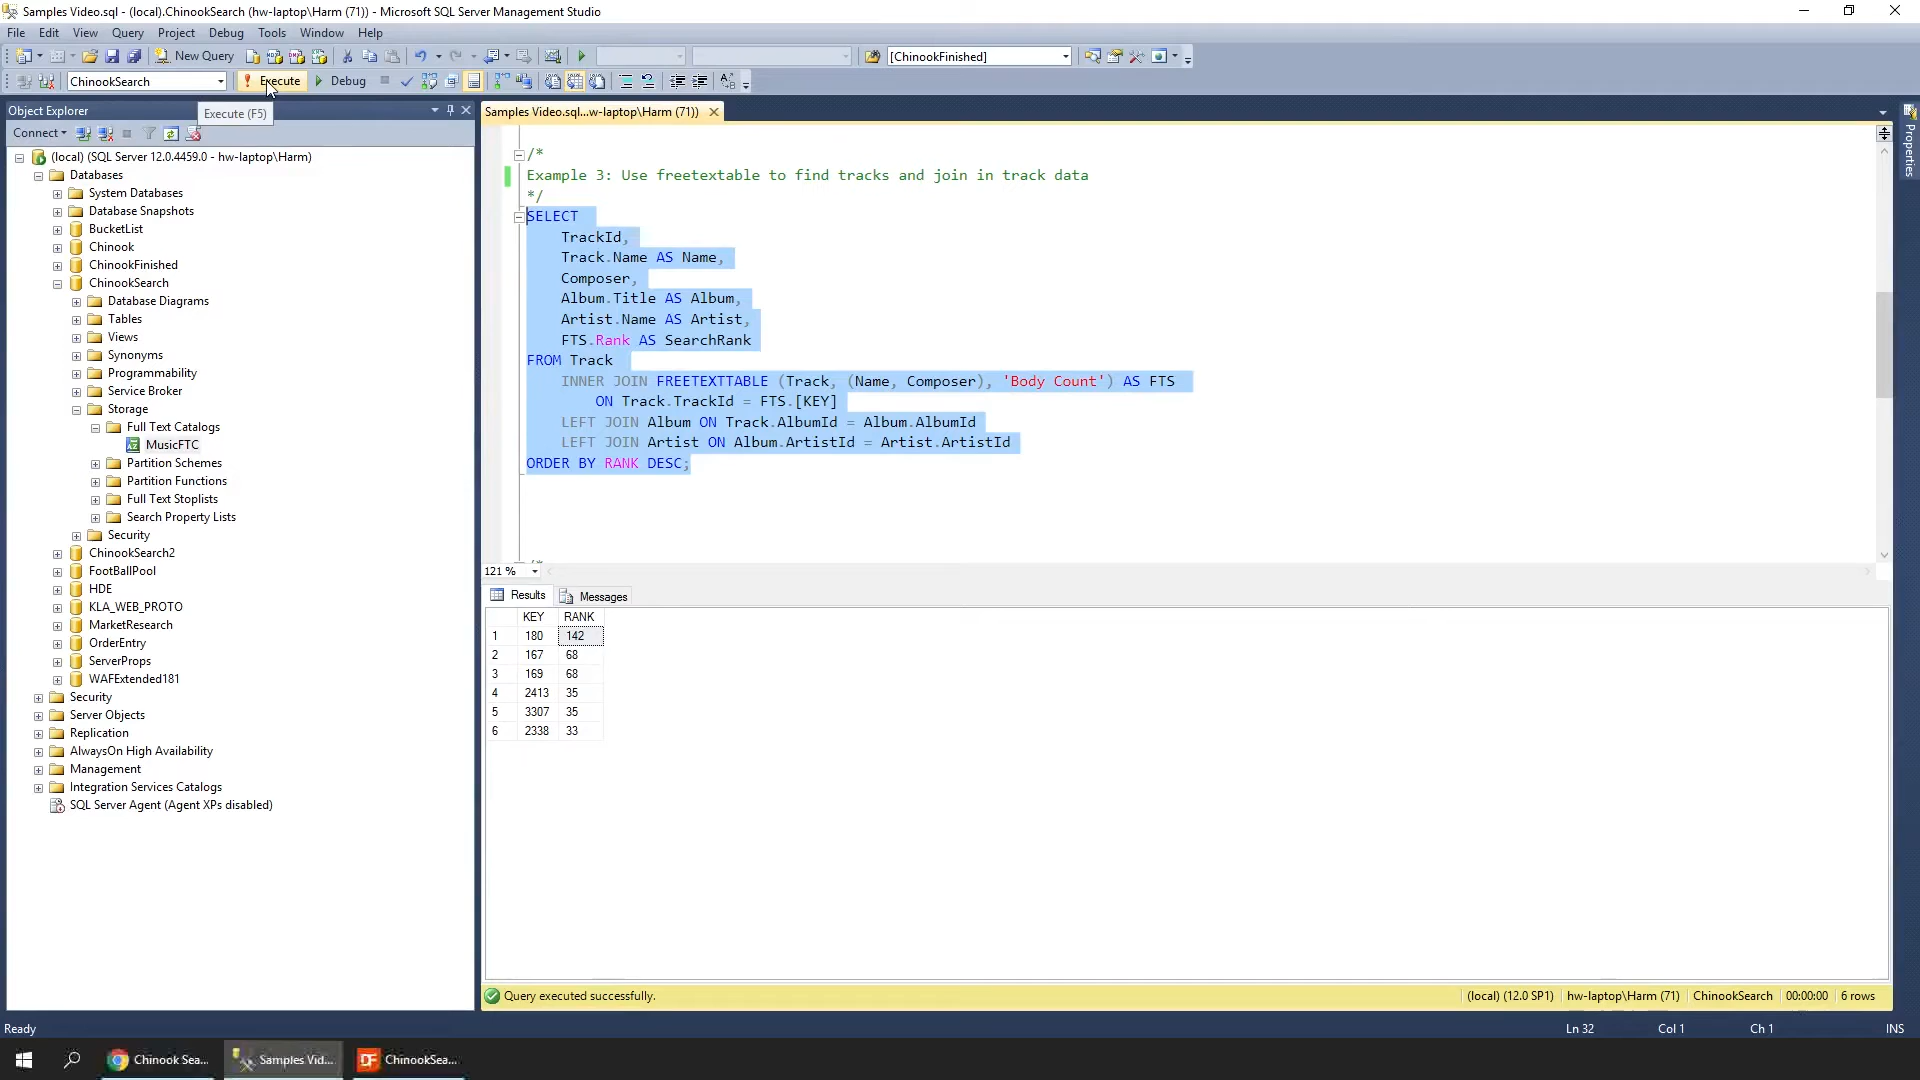 Samples Video.sql - (local).ChinookSearch (hw-laptop\Harm (71)) - Microsoft SQL Server Management Studio
File Edit View Query Project Debug Tools Window Help
New Query [ChinookFinished]
ChinookSearch Execute Debug
Object Explorer
Execute (F5)
Samples Video.sql...w-laptop\Harm (71))
Properties
Connect
(local) (SQL Server 12.0.4459.0 - hw-laptop\Harm)
Databases
System Databases
Database Snapshots
BucketList
Chinook
ChinookFinished
ChinookSearch
Database Diagrams
Tables
Views
Synonyms
Programmability
Service Broker
Storage
Full Text Catalogs
MusicFTC
Partition Schemes
Partition Functions
Full Text Stoplists
Search Property Lists
Security
ChinookSearch2
FootBallPool
HDE
KLA_WEB_PROTO
MarketResearch
OrderEntry
ServerProps
WAFExtended181
Security
Server Objects
Replication
AlwaysOn High Availability
Management
Integration Services Catalogs
SQL Server Agent (Agent XPs disabled)
/*
Example 3: Use freetextable to find tracks and join in track data
*/
SELECT
TrackId,
Track.Name AS Name,
Composer,
Album.Title AS Album,
Artist.Name AS Artist,
FTS.Rank AS SearchRank
FROM Track
INNER JOIN FREETEXTTABLE (Track, (Name, Composer), 'Body Count') AS FTS
ON Track.TrackId = FTS.[KEY]
LEFT JOIN Album ON Track.AlbumId = Album.AlbumId
LEFT JOIN Artist ON Album.ArtistId = Artist.ArtistId
ORDER BY RANK DESC;
121 %
Results Messages
KEY RANK
1 180 142
2 167 68
3 169 68
4 2413 35
5 3307 35
6 2338 33
Query executed successfully. (local) (12.0 SP1) hw-laptop\Harm (71) ChinookSearch 00:00:00 6 rows
Ready Ln 32 Col 1 Ch 1 INS
Chinook Sea... Samples Vid... DF ChinookSea...